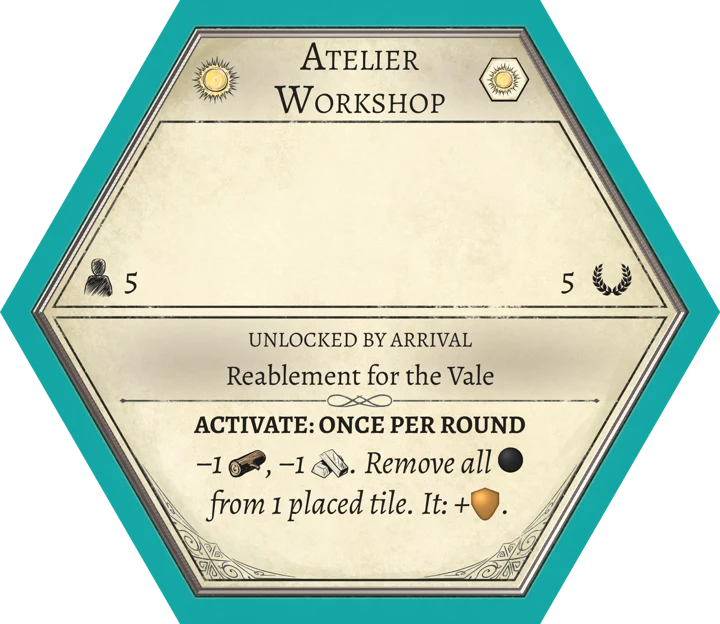 Atelier
Workshop
5
5
UNLOCKED BY ARRIVAL
Reablement for the Vale
ACTIVATE: ONCE PER ROUND
−1 , −1 . Remove all
from 1 placed tile. It: + .